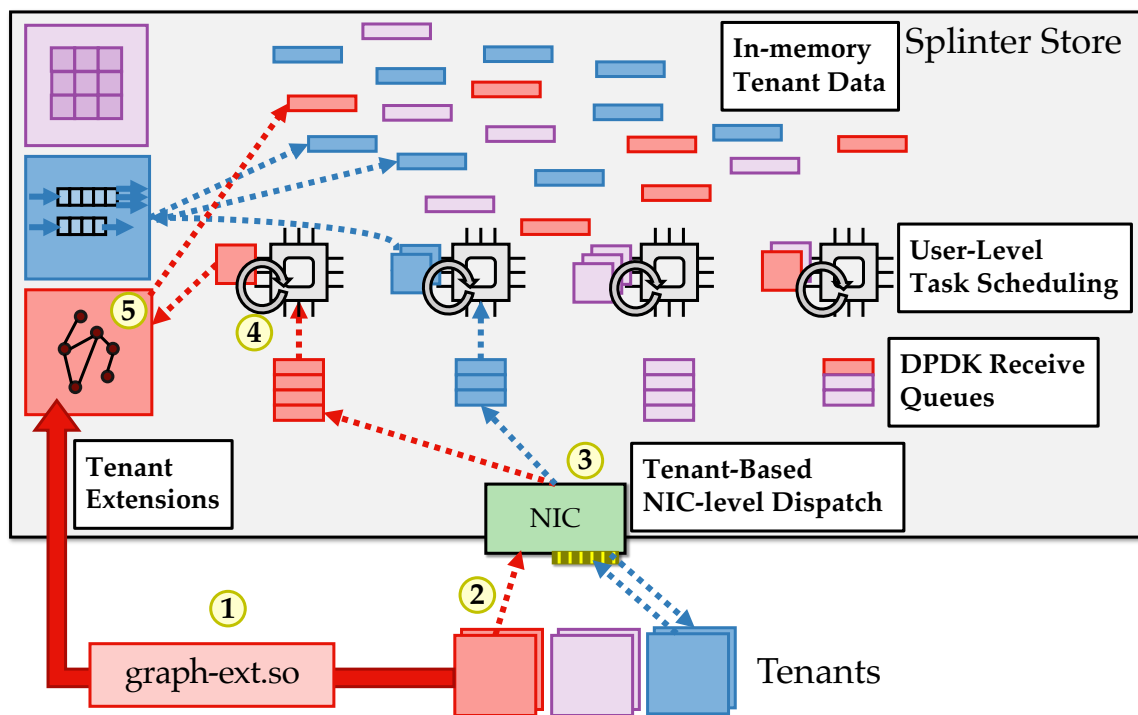 Splinter Store
In-memory
Tenant Data
User-Level
Task Scheduling
5
4
DPDK Receive
Queues
3
Tenant
Extensions
Tenant-Based
NIC-level Dispatch
NIC
1
2
graph-ext.so
Tenants